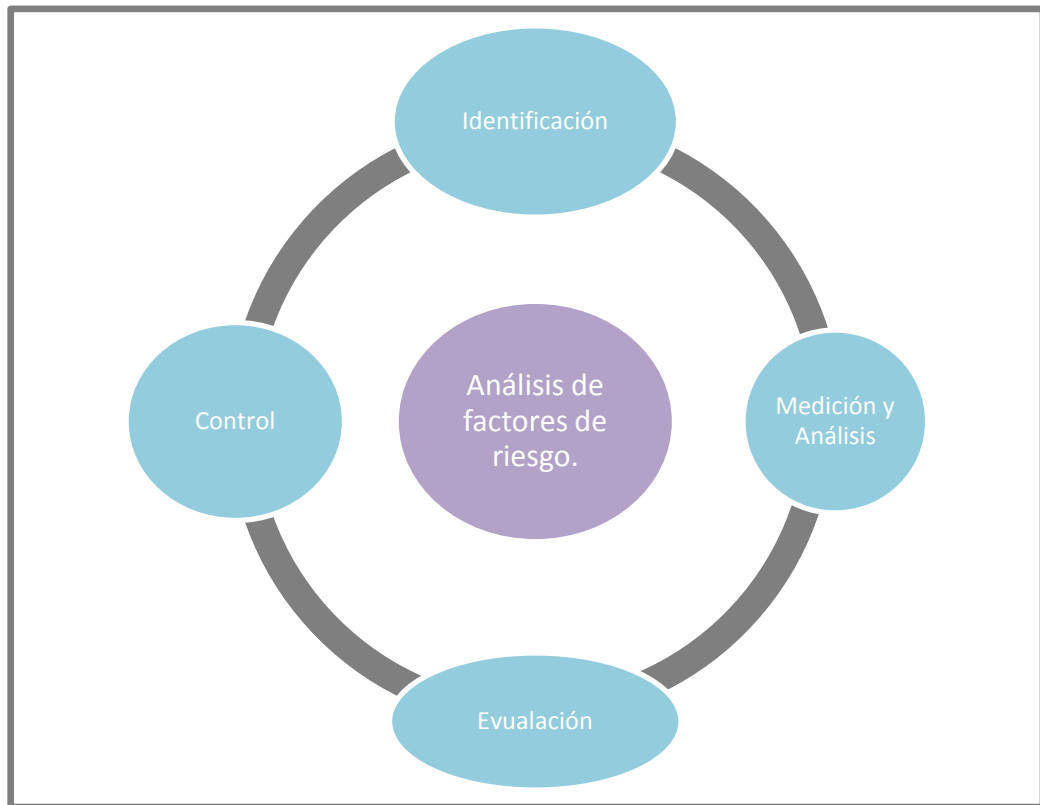 Identificación
Análisis de
factores de
riesgo.
Medición y
Análisis
Control
Evualación